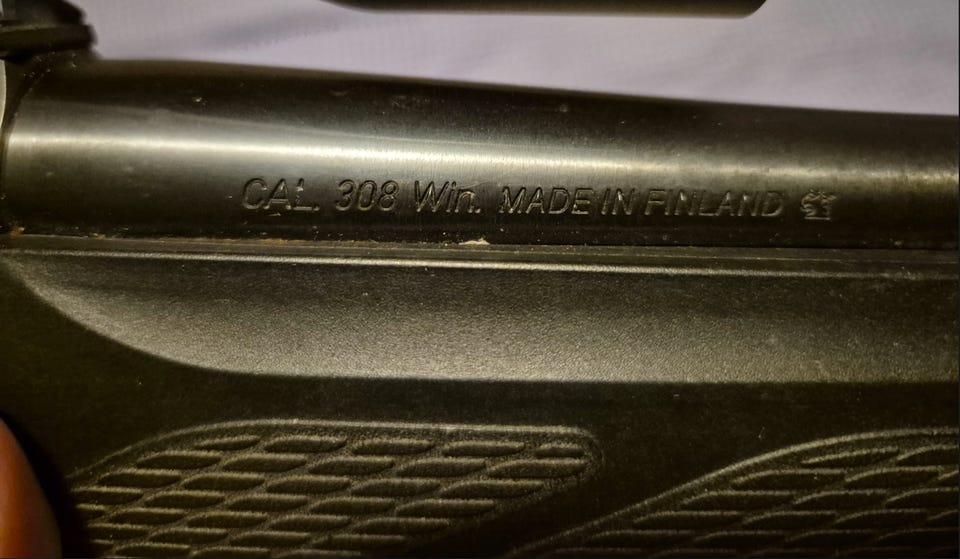 CAL. 308 Win. MADE IN FINLAND